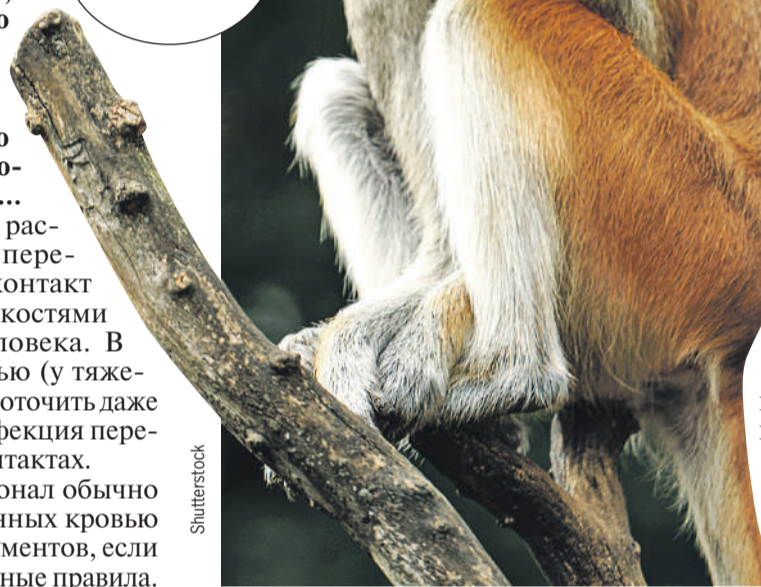 о
о
о-
...
рас-
пере-
контакт
костями
ловека. В
ью (у тяже-
оточить даже
фекция пере-
нтактах.
онал обычно
нных кровью
ументов, если
ные правила.
Shutterstock